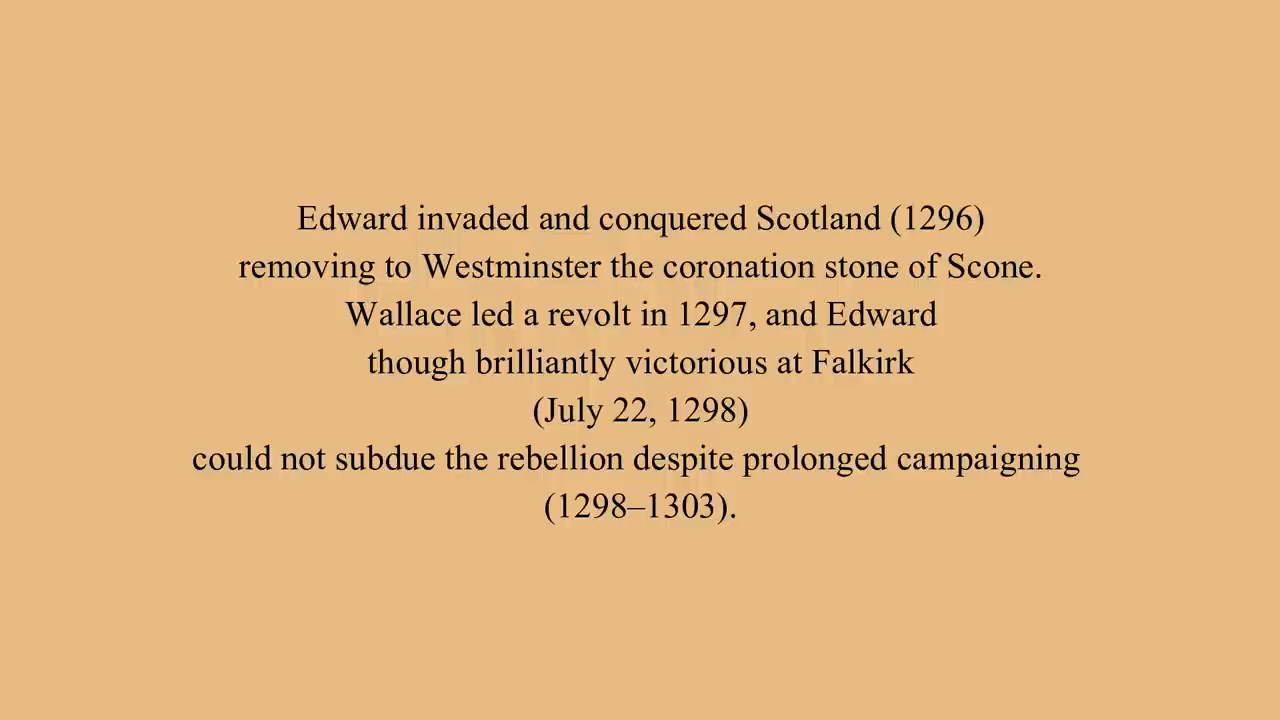 Edward invaded and conquered Scotland (1296)
removing to Westminster the coronation stone of Scone.
Wallace led a revolt in 1297, and Edward
though brilliantly victorious at Falkirk
(July 22, 1298)
could not subdue the rebellion despite prolonged campaigning
(1298–1303).